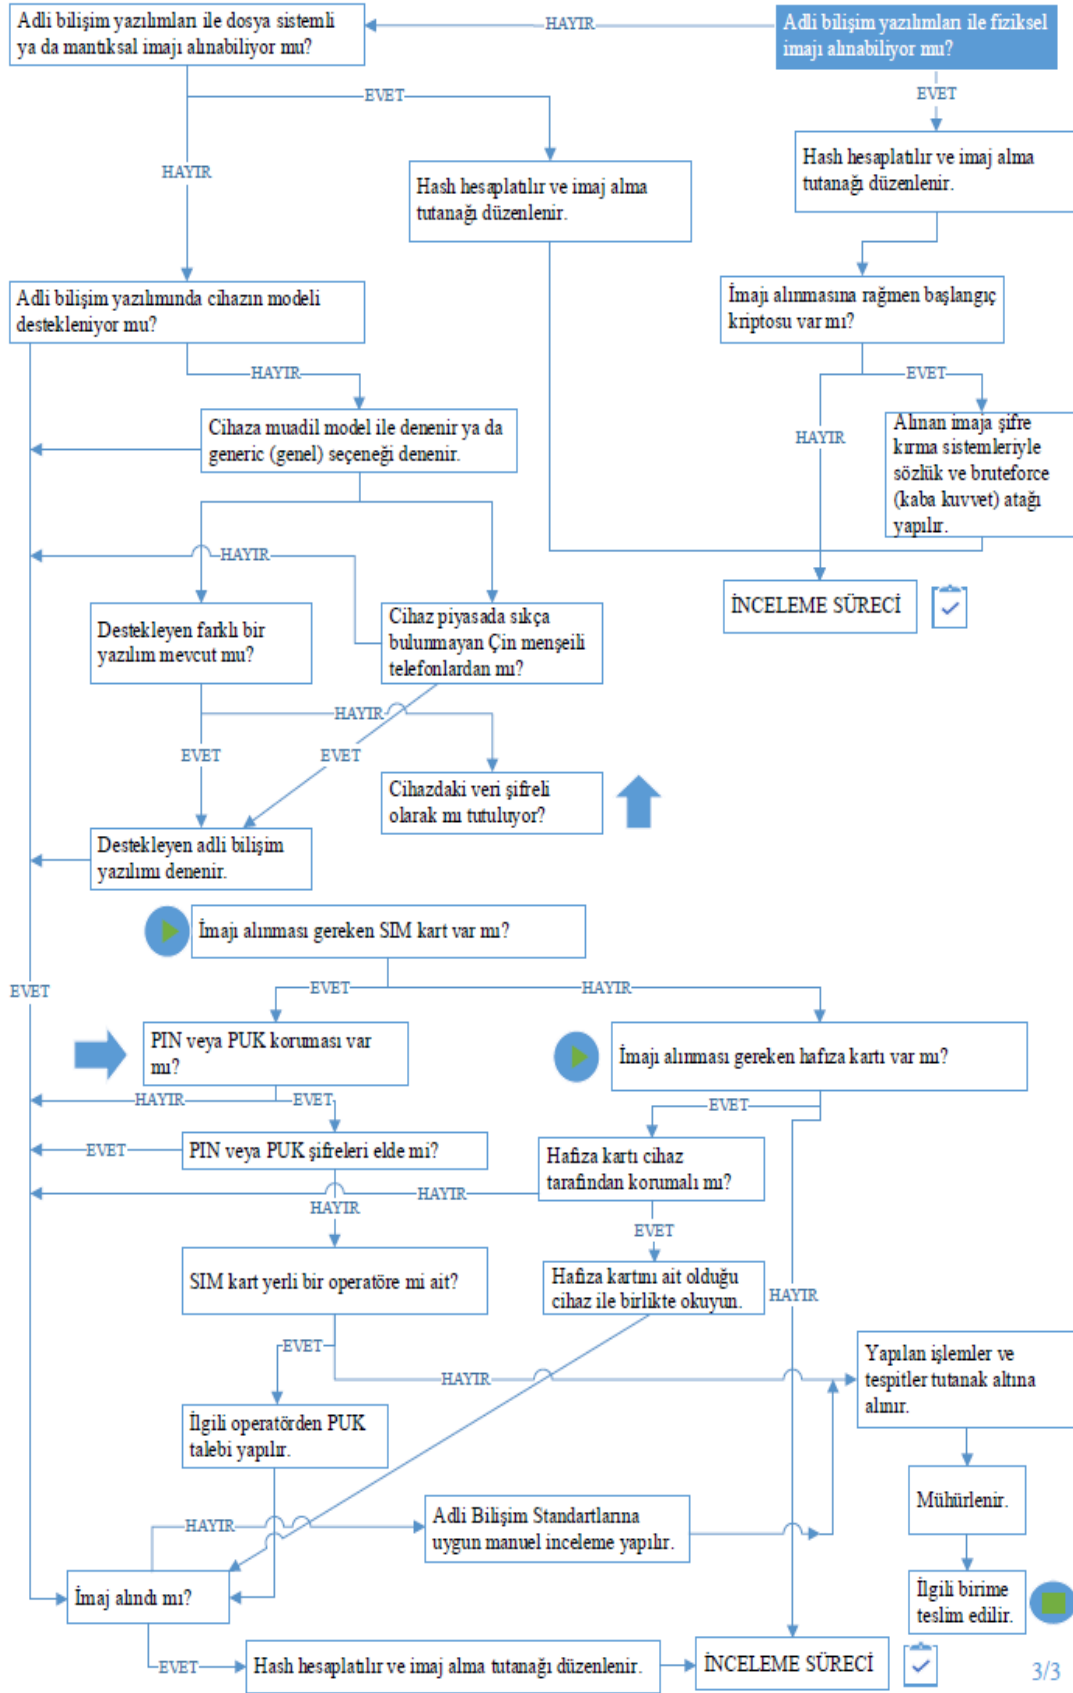 Adli bilişim yazılımları ile dosya sistemli
ya da mantıksal imajı alınabiliyor mu?
HAYIR
Adli bilişim yazılımları ile fiziksel
imajı alınabiliyor mu?
EVET
EVET
HAYIR
Hash hesaplatılır ve imaj alma
tutanağı düzenlenir.
Hash hesaplatılır ve imaj alma
tutanağı düzenlenir.
Adli bilişim yazılımında cihazın modeli
destekleniyor mu?
İmajı alınmasına rağmen başlangıç
kriptosu var mı?
HAYIR
EVET
HAYIR
Cihaza muadil model ile denenir ya da
generic (genel) seçeneği denenir.
Alınan imaja şifre
kırma sistemleriyle
sözlük ve bruteforce
(kaba kuvvet) atağı
yapılır.
HAYIR
İNCELEME SÜRECİ
Destekleyen farklı bir
yazılım mevcut mu?
Cihaz piyasada sıkça
bulunmayan Çin menşeili
telefonlardan mı?
HAYIR
EVET
EVET
Cihazdaki veri şifreli
olarak mı tutuluyor?
Destekleyen adli bilişim
yazılımı denenir.
İmajı alınması gereken SIM kart var mı?
EVET
EVET
HAYIR
PIN veya PUK koruması var
mı?
İmajı alınması gereken hafıza kartı var mı?
HAYIR
EVET
EVET
EVET
PIN veya PUK şifreleri elde mi?
Hafıza kartı cihaz
tarafından korumalı mı?
HAYIR
HAYIR
EVET
SIM kart yerli bir operatöre mi ait?
Hafıza kartını ait olduğu
cihaz ile birlikte okuyun.
HAYIR
EVET
HAYIR
Yapılan işlemler ve
tespitler tutanak altına
alınır.
İlgili operatörden PUK
talebi yapılır.
Mühürlenir.
HAYIR
Adli Bilişim Standartlarına
uygun manuel inceleme yapılır.
İmaj alındı mı?
İlgili birime
teslim edilir.
EVET
Hash hesaplatılır ve imaj alma tutanağı düzenlenir.
İNCELEME SÜRECİ
3/3